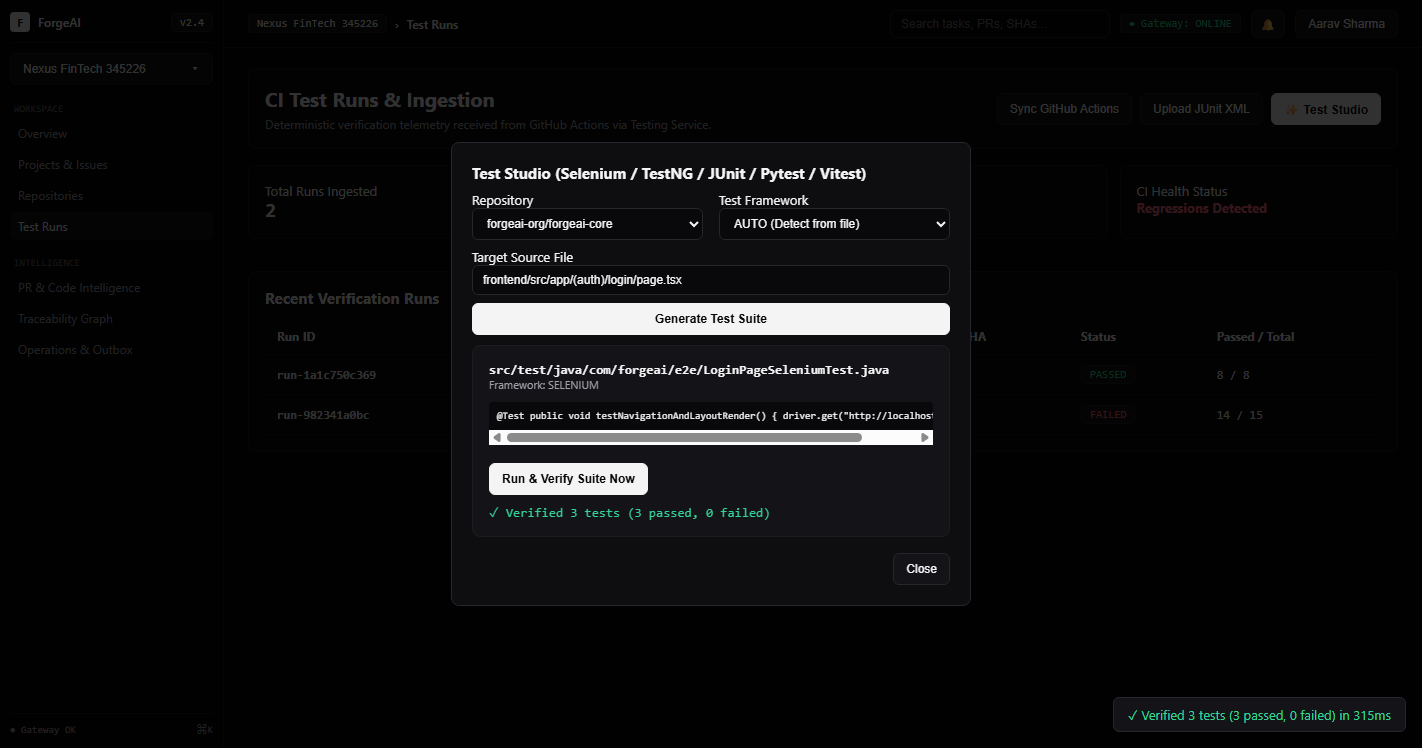 F ForgeAI v2.4
Nexus FinTech 345226
WORKSPACE
Overview
Projects & Issues
Repositories
Test Runs
INTELLIGENCE
PR & Code Intelligence
Traceability Graph
Operations & Outbox
Gateway OK ⌘K
Nexus FinTech 345226 › Test Runs
Search tasks, PRs, SHAs...
Gateway: ONLINE
Aarav Sharma
CI Test Runs & Ingestion
Deterministic verification telemetry received from GitHub Actions via Testing Service.
Sync GitHub Actions
Upload JUnit XML
✨ Test Studio
Total Runs Ingested
2
CI Health Status
Regressions Detected
Recent Verification Runs
Run ID HA Status Passed / Total
run-1a1c750c369 PASSED 8 / 8
run-982341a0bc FAILED 14 / 15
Test Studio (Selenium / TestNG / JUnit / Pytest / Vitest)
Repository Test Framework
forgeai-org/forgeai-core AUTO (Detect from file)
Target Source File
frontend/src/app/(auth)/login/page.tsx
Generate Test Suite
src/test/java/com/forgeai/e2e/LoginPageSeleniumTest.java
Framework: SELENIUM
@Test public void testNavigationAndLayoutRender() { driver.get("http://localhost
Run & Verify Suite Now
✓ Verified 3 tests (3 passed, 0 failed)
Close
✓ Verified 3 tests (3 passed, 0 failed) in 315ms